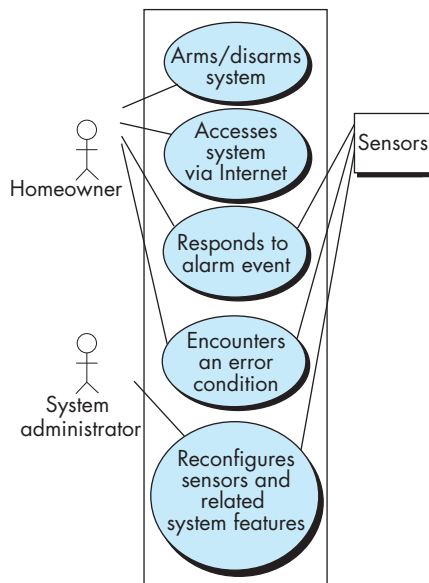 Arms/disarms
system
Accesses
system
via Internet
Sensors
Homeowner
Responds to
alarm event
Encounters
an error
condition
System
administrator
Reconfigures
sensors and
related
system features